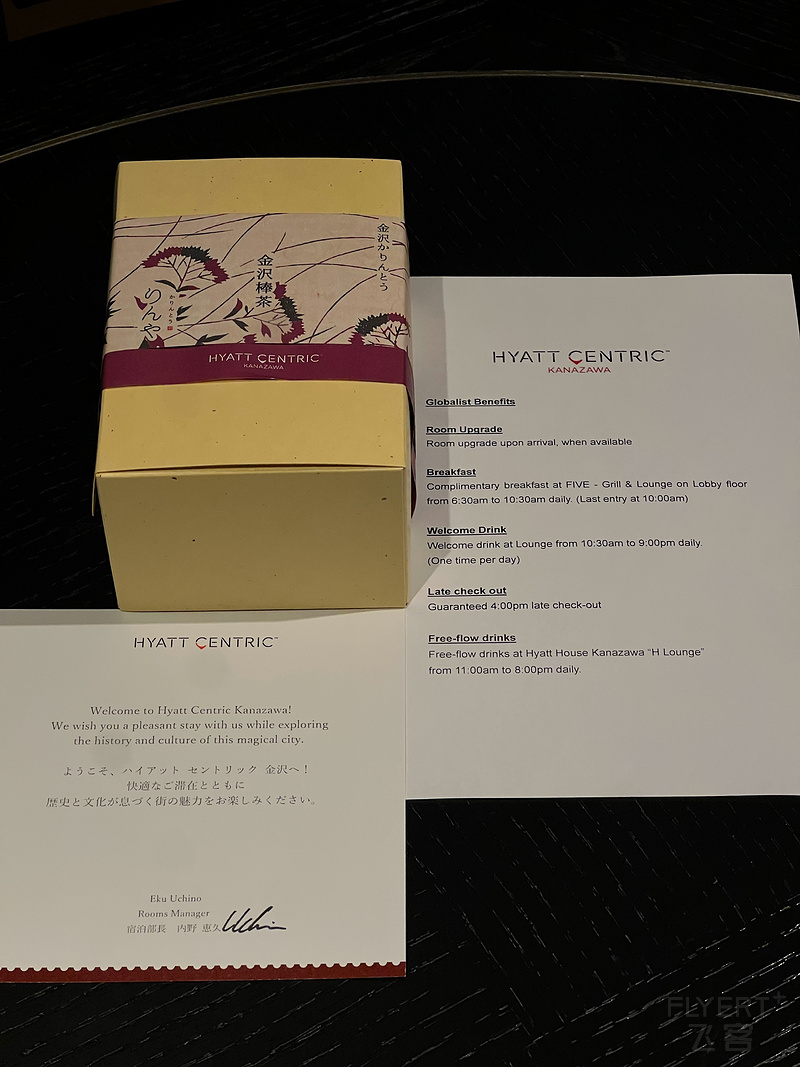 金沢かりんとう
金沢棒茶
かりんとう
りんや
HYATT CENTRIC
KANAZAWA
HYATT CENTRIC™
KANAZAWA
Globalist Benefits
Room Upgrade
Room upgrade upon arrival, when available
Breakfast
Complimentary breakfast at FIVE - Grill & Lounge on Lobby floor
from 6:30am to 10:30am daily. (Last entry at 10:00am)
Welcome Drink
Welcome drink at Lounge from 10:30am to 9:00pm daily.
(One time per day)
Late check out
Guaranteed 4:00pm late check-out
Free-flow drinks
Free-flow drinks at Hyatt House Kanazawa “H Lounge”
from 11:00am to 8:00pm daily.
HYATT CENTRIC™
Welcome to Hyatt Centric Kanazawa!
We wish you a pleasant stay with us while exploring
the history and culture of this magical city.
ようこそ、ハイアット セントリック 金沢へ！
快適なご滞在とともに
歴史と文化が息づく街の魅力をお楽しみください。
Eku Uchino
Rooms Manager
宿泊部長 内野 恵久 Uchino
FLYERT+
飞客